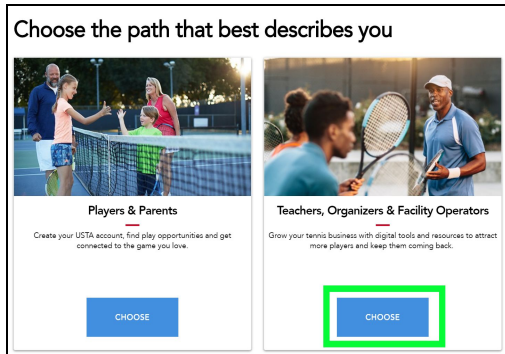 Choose the path that best describes you
Players & Parents
Create your USTA account, find play opportunities and get
connected to the game you love.
CHOOSE
Teachers, Organizers & Facility Operators
Grow your tennis business with digital tools and resources to attract
more players and keep them coming back.
CHOOSE